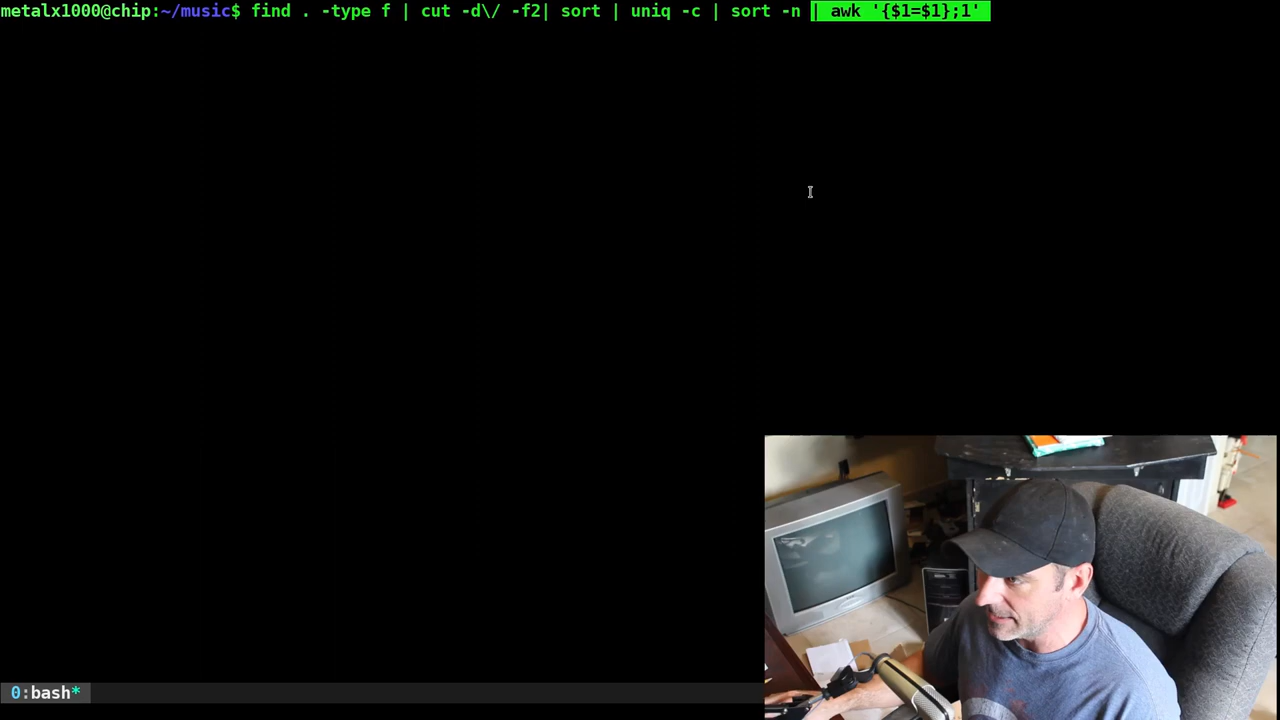 metalx1000@chip:~/music$ find . -type f | cut -d\/ -f2| sort | uniq -c | sort -n | awk '{$1=$1};1'
0:bash*